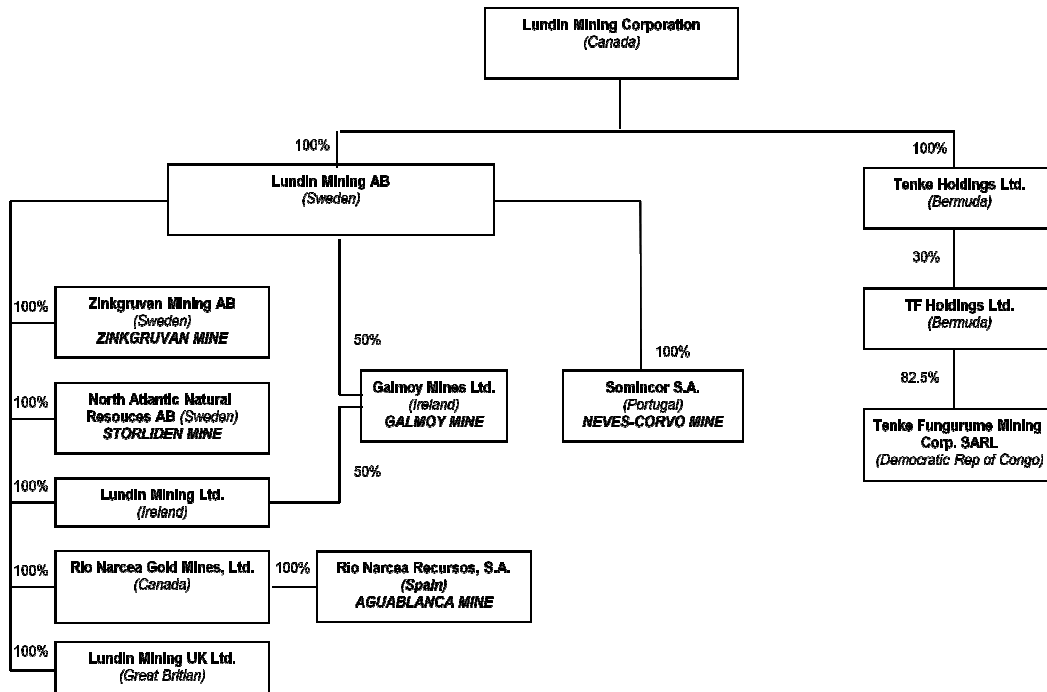 Lundin Mining Corporation
(Canada)
100%
100%
Lundin Mining AB
(Sweden)
Tenke Holdings Ltd.
(Bermuda)
30%
100%
Zinkgruvan Mining AB
(Sweden)
ZINKGRUVAN MINE
TF Holdings Ltd.
(Bermuda)
50%
100%
82.5%
100%
North Atlantic Natural
Resouces AB (Sweden)
STORLIDEN MINE
Galmoy Mines Ltd.
(Ireland)
GALMOY MINE
Somincor S.A.
(Portugal)
NEVES-CORVO MINE
Tenke Fungurume Mining
Corp. SARL
(Democratic Rep of Congo)
50%
100%
Lundin Mining Ltd.
(Ireland)
100%
Rio Narcea Gold Mines, Ltd.
(Canada)
100%
Rio Narcea Recursos, S.A.
(Spain)
AGUABLANCA MINE
100%
Lundin Mining UK Ltd.
(Great Britian)